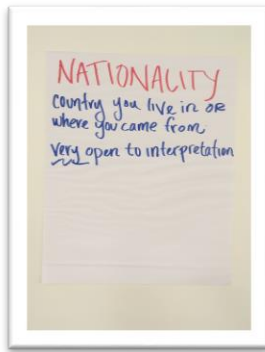 NATIONALITY
country you live in OR
where you came from.
very open to interpretation